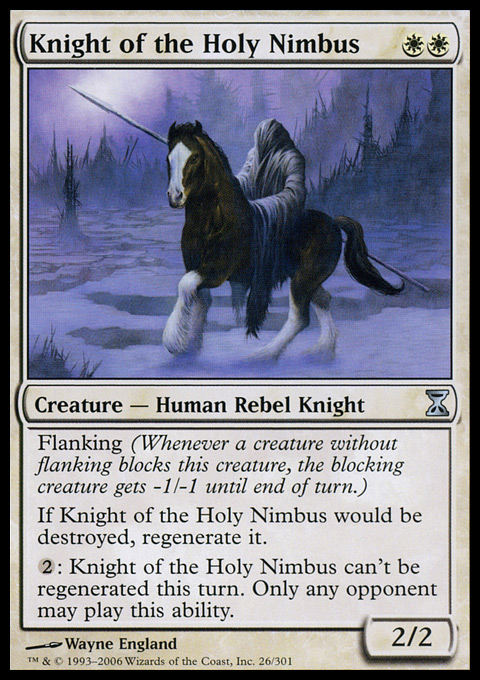 Knight of the Holy Nimbus
Creature — Human Rebel Knight
Flanking (Whenever a creature without
flanking blocks this creature, the blocking
creature gets -1/-1 until end of turn.)
If Knight of the Holy Nimbus would be
destroyed, regenerate it.
2: Knight of the Holy Nimbus can't be
regenerated this turn. Only any opponent
may play this ability.
Wayne England
2/2
™ & © 1993–2006 Wizards of the Coast, Inc. 26/301